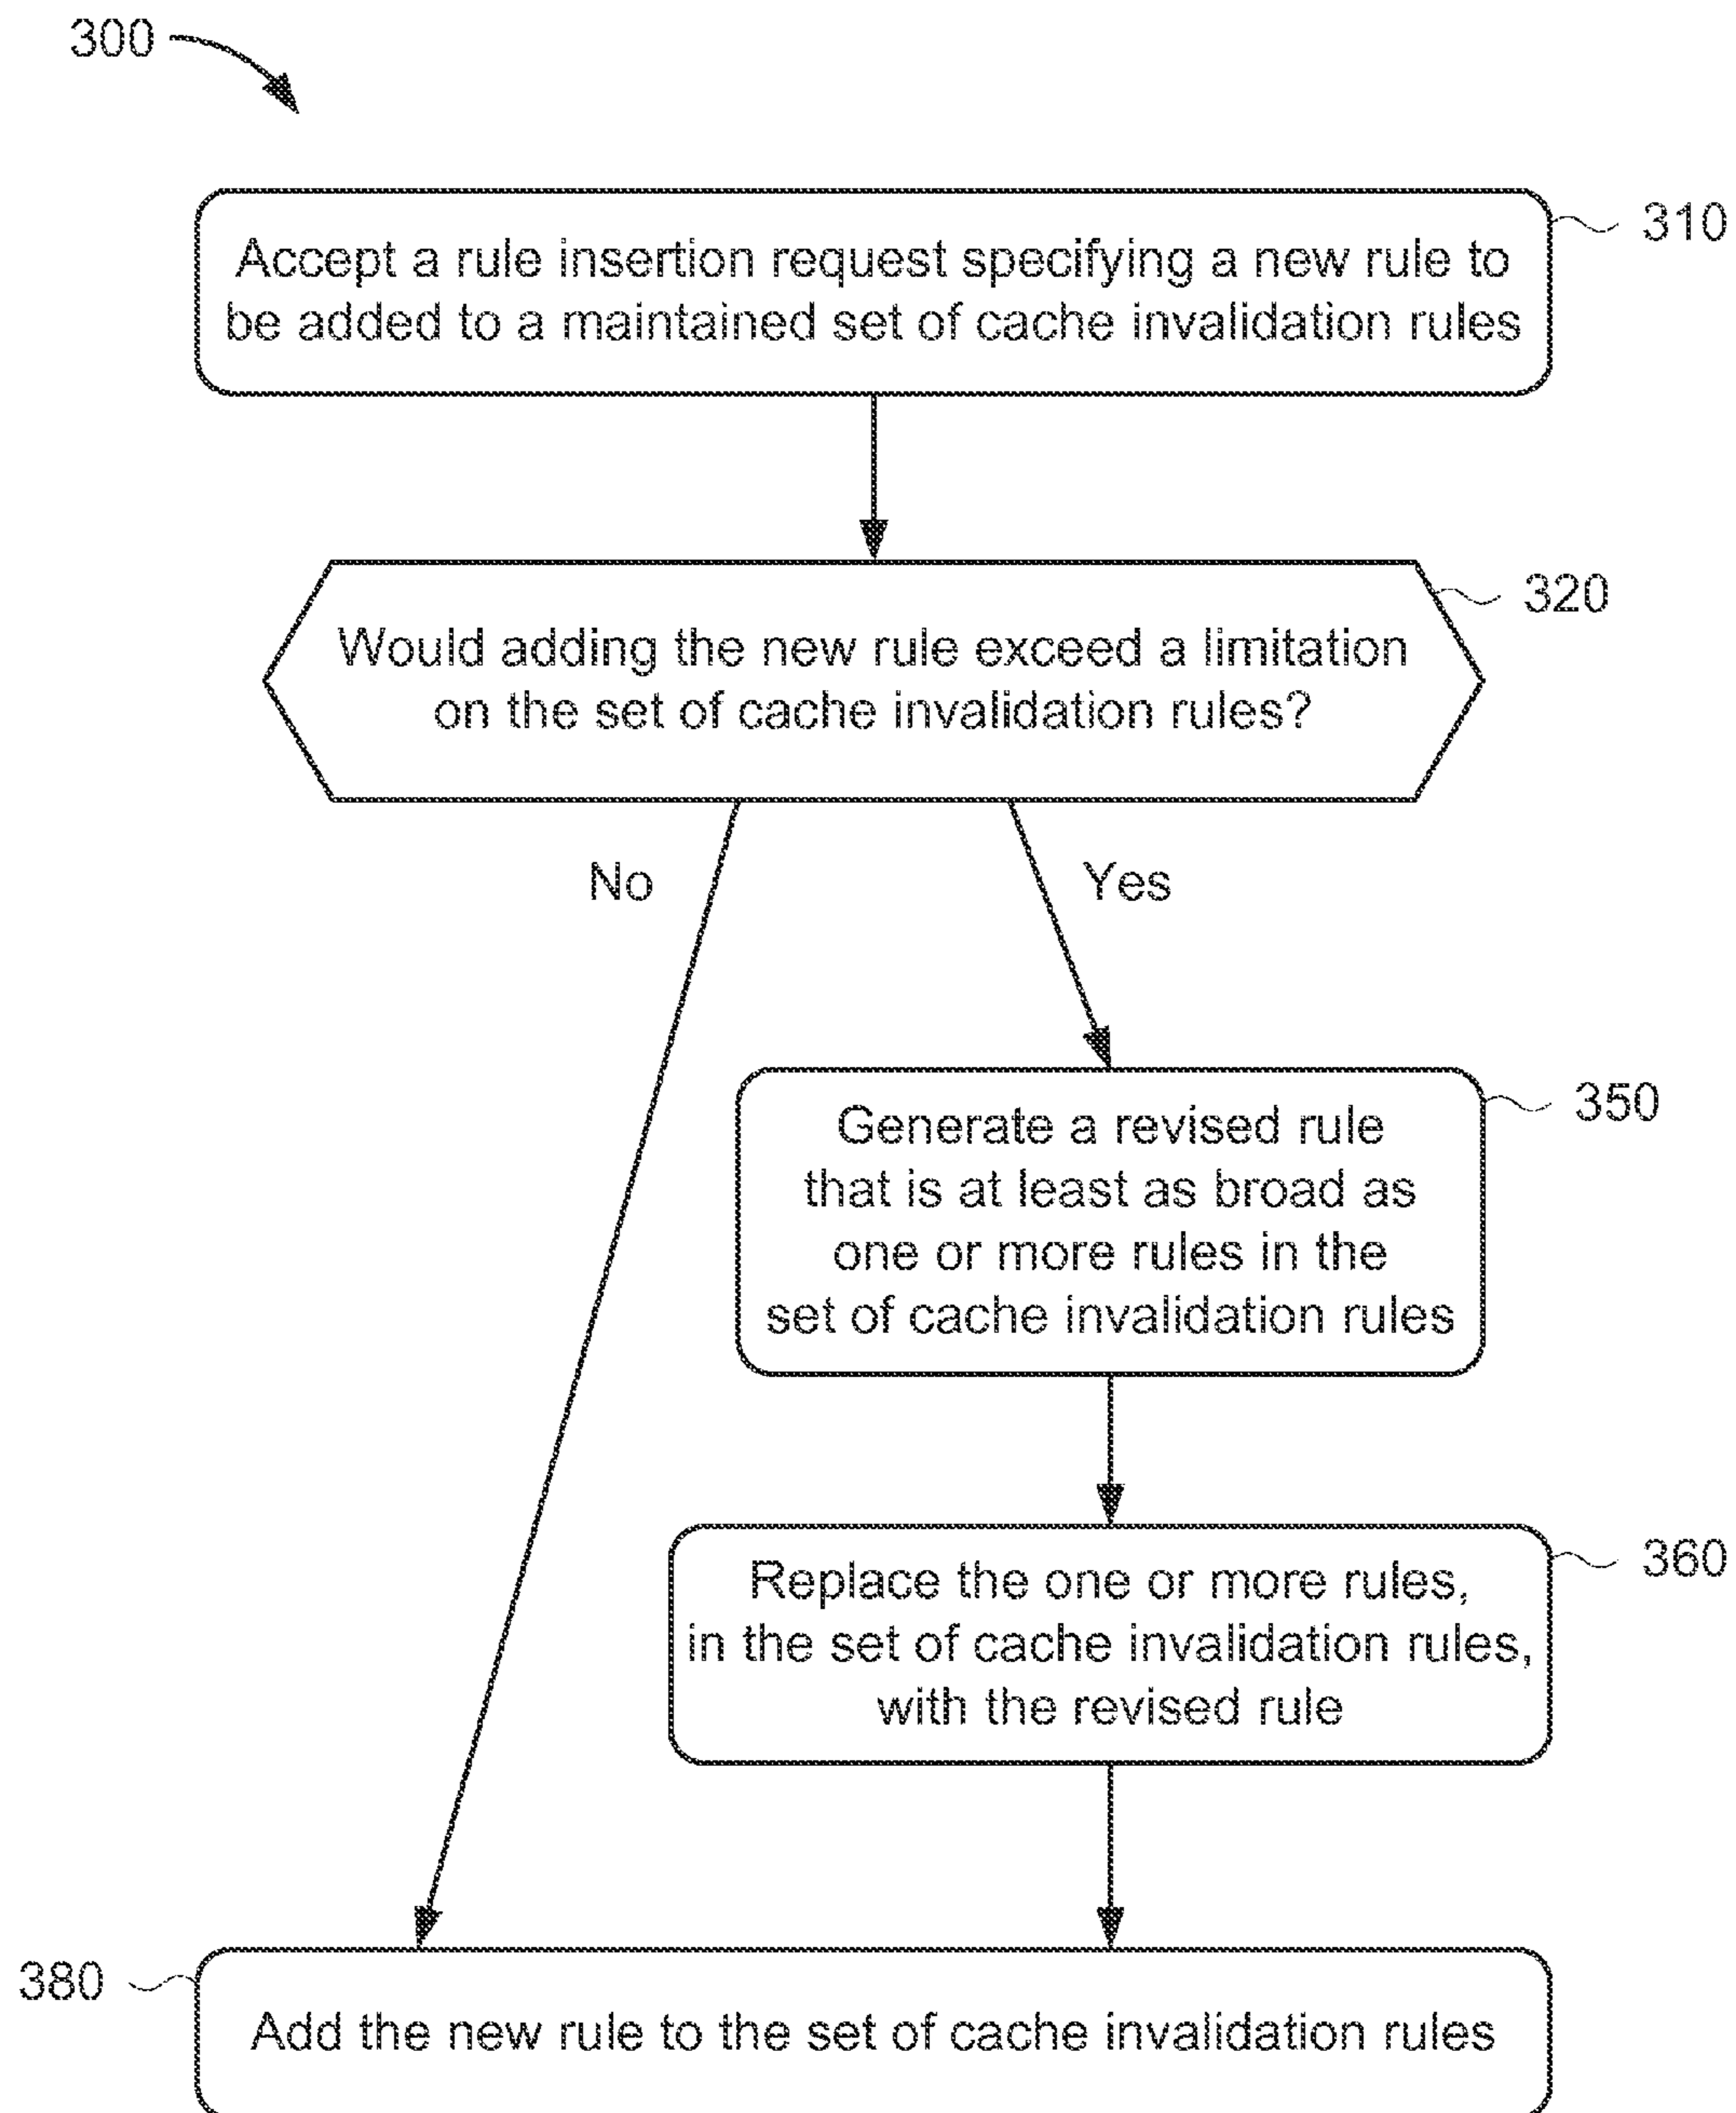 300
310
Accept a rule insertion request specifying a new rule to
be added to a maintained set of cache invalidation rules
320
Would adding the new rule exceed a limitation
on the set of cache invalidation rules?
No
Yes
350
Generate a revised rule
that is at least as broad as
one or more rules in the
set of cache invalidation rules
360
Replace the one or more rules,
in the set of cache invalidation rules,
with the revised rule
380
Add the new rule to the set of cache invalidation rules